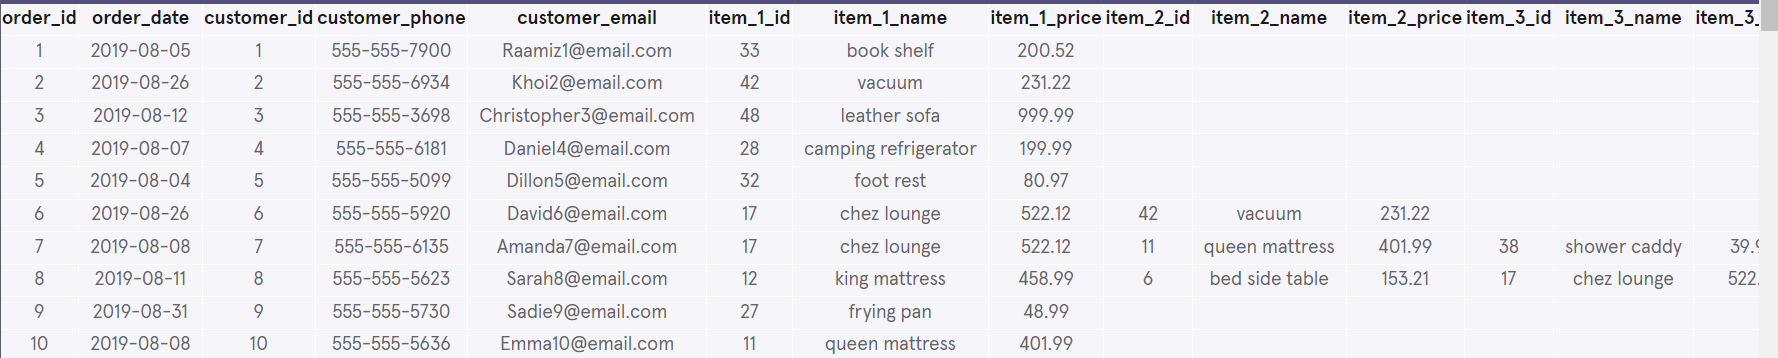 order_id order_date customer_id customer_phone customer_email item_1_id item_1_name item_1_price item_2_id item_2_name item_2_price item_3_id item_3_name item_3_
1 2019-08-05 1 555-555-7900 Raamiz1@email.com 33 book shelf 200.52
2 2019-08-26 2 555-555-6934 Khoi2@email.com 42 vacuum 231.22
3 2019-08-12 3 555-555-3698 Christopher3@email.com 48 leather sofa 999.99
4 2019-08-07 4 555-555-6181 Daniel4@email.com 28 camping refrigerator 199.99
5 2019-08-04 5 555-555-5099 Dillon5@email.com 32 foot rest 80.97
6 2019-08-26 6 555-555-5920 David6@email.com 17 chez lounge 522.12 42 vacuum 231.22
7 2019-08-08 7 555-555-6135 Amanda7@email.com 17 chez lounge 522.12 11 queen mattress 401.99 38 shower caddy 39.9
8 2019-08-11 8 555-555-5623 Sarah8@email.com 12 king mattress 458.99 6 bed side table 153.21 17 chez lounge 522.
9 2019-08-31 9 555-555-5730 Sadie9@email.com 27 frying pan 48.99
10 2019-08-08 10 555-555-5636 Emma10@email.com 11 queen mattress 401.99